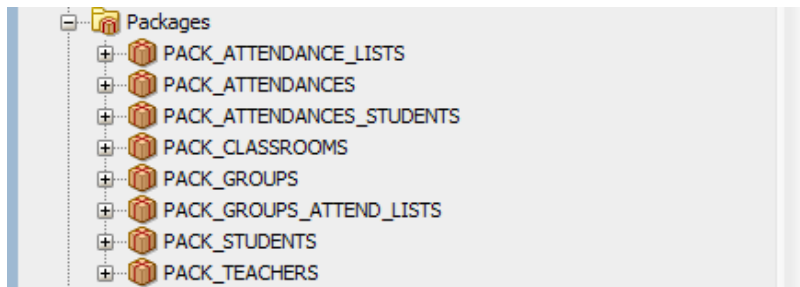 Packages
PACK_ATTENDANCE_LISTS
PACK_ATTENDANCES
PACK_ATTENDANCES_STUDENTS
PACK_CLASSROOMS
PACK_GROUPS
PACK_GROUPS_ATTEND_LISTS
PACK_STUDENTS
PACK_TEACHERS